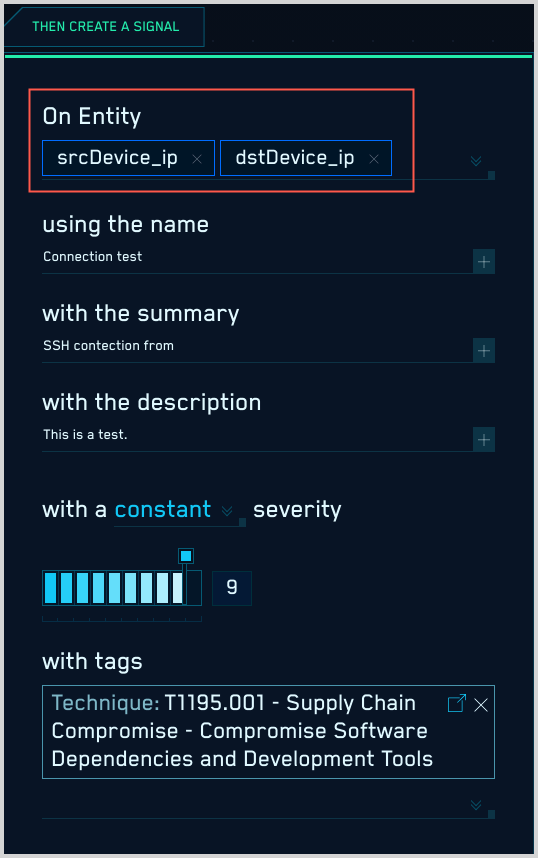 THEN CREATE A SIGNAL
On Entity
srcDevice_ip × dstDevice_ip ×
using the name
Connection test
with the summary
SSH contection from
with the description
This is a test.
with a constant severity
9
with tags
Technique: T1195.001 - Supply Chain
Compromise - Compromise Software
Dependencies and Development Tools